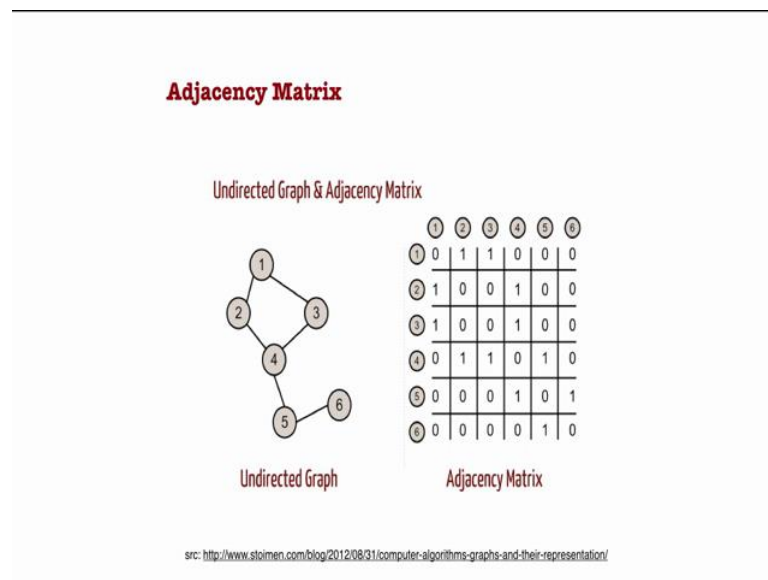 Adjacency Matrix
Undirected Graph & Adjacency Matrix
1
2 3
4
5 6
1 2 3 4 5 6
1 0 1 1 0 0 0
2 1 0 0 1 0 0
3 1 0 0 1 0 0
4 0 1 1 0 1 0
5 0 0 0 1 0 1
6 0 0 0 0 1 0
Undirected Graph
Adjacency Matrix
src: http://www.stoimen.com/blog/2012/08/31/computer-algorithms-graphs-and-their-representation/